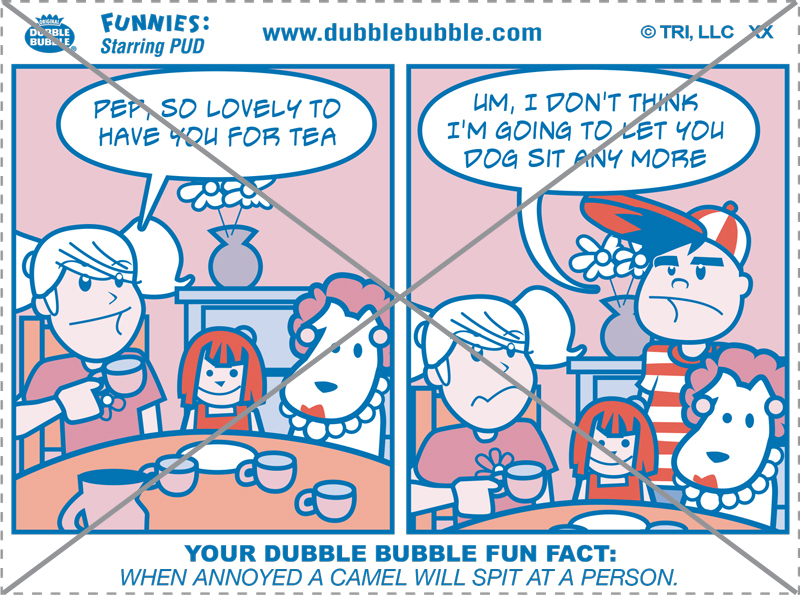 ORIGINAL
DUBBLE
BUBBLE®
FUNNIES:
Starring PUD
www.dubblebubble.com
© TRI, LLC XX
PEP, SO LOVELY TO
HAVE YOU FOR TEA
UM, I DON'T THINK
I'M GOING TO LET YOU
DOG SIT ANY MORE
YOUR DUBBLE BUBBLE FUN FACT:
WHEN ANNOYED A CAMEL WILL SPIT AT A PERSON.